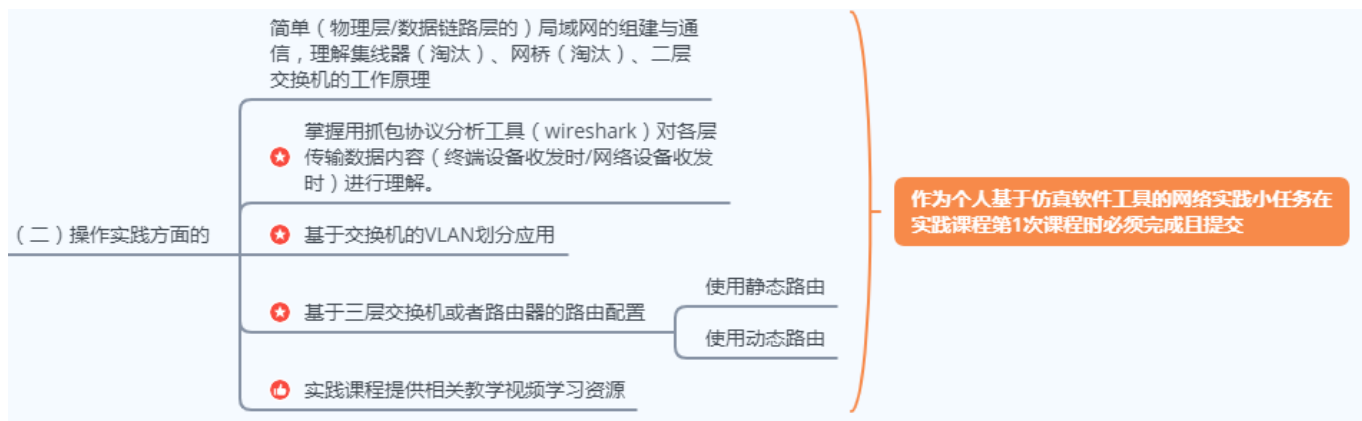 简单（物理层/数据链路层的）局域网的组建与通
信，理解集线器（淘汰）、网桥（淘汰）、二层
交换机的工作原理
掌握用抓包协议分析工具（wireshark）对各层
传输数据内容（终端设备收发时/网络设备收发
时）进行理解。
（二）操作实践方面的
基于交换机的VLAN划分应用
基于三层交换机或者路由器的路由配置
使用静态路由
使用动态路由
实践课程提供相关教学视频学习资源
作为个人基于仿真软件工具的网络实践小任务在
实践课程第1次课程时必须完成且提交